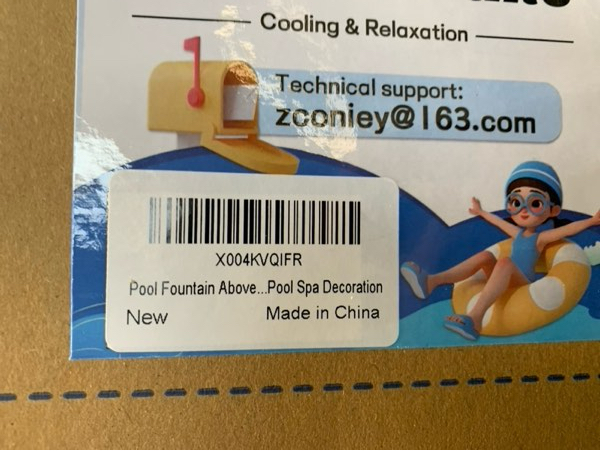 Cooling & Relaxation
Technical support:
zconiey@163.com
X004KVQIFR
Pool Fountain Above...Pool Spa Decoration
New
Made in China